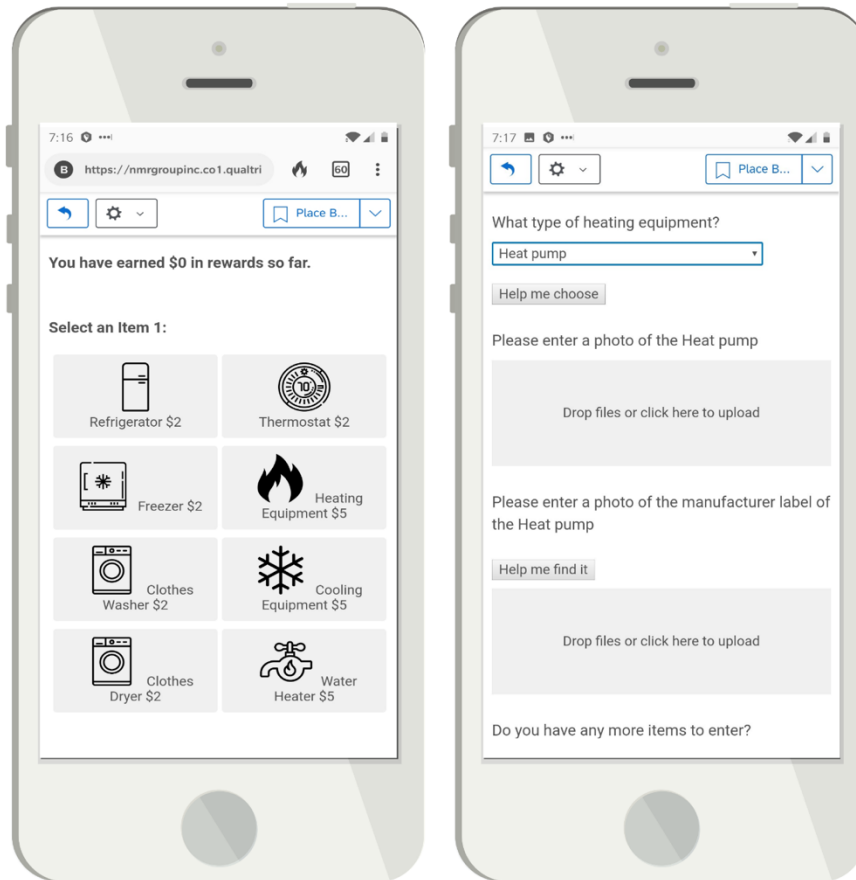 7:16
B https://nmrgroupinc.co1.qualtri 60
Place B...
You have earned $0 in rewards so far.
Select an Item 1:
Refrigerator $2
70°
Thermostat $2
Freezer $2
Heating
Equipment $5
Clothes
Washer $2
Cooling
Equipment $5
Clothes
Dryer $2
Water
Heater $5
7:17
Place B...
What type of heating equipment?
Heat pump
Help me choose
Please enter a photo of the Heat pump
Drop files or click here to upload
Please enter a photo of the manufacturer label of
the Heat pump
Help me find it
Drop files or click here to upload
Do you have any more items to enter?